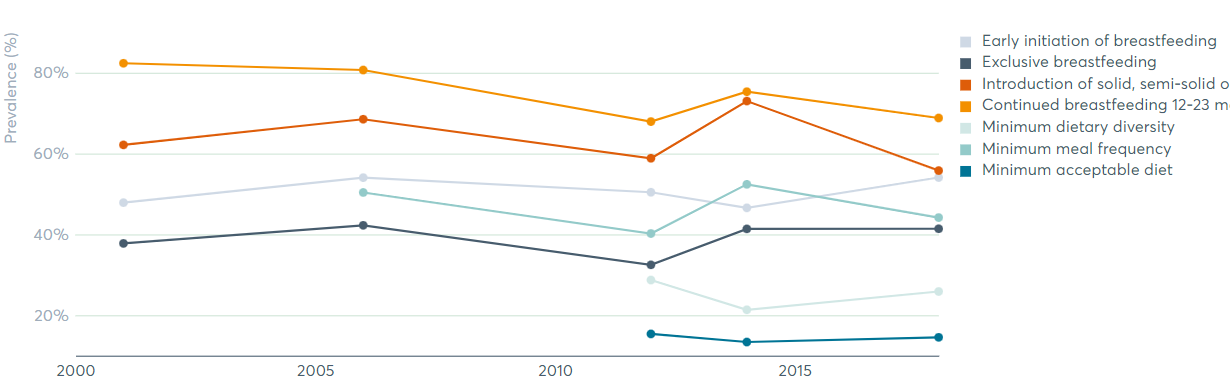 Prevalence (%)
80%
60%
40%
20%
2000 2005 2010 2015
Early initiation of breastfeeding
Exclusive breastfeeding
Introduction of solid, semi-solid o
Continued breastfeeding 12-23 m
Minimum dietary diversity
Minimum meal frequency
Minimum acceptable diet